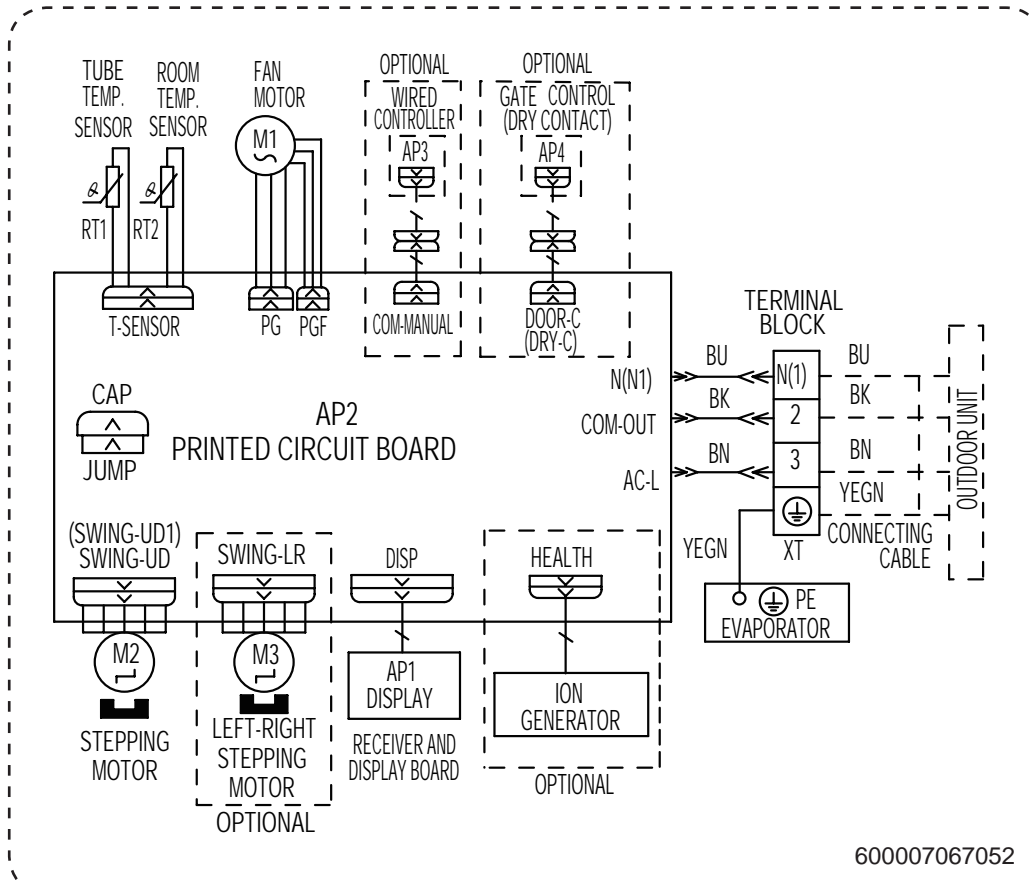 TUBE
TEMP.
SENSOR
ROOM
TEMP.
SENSOR
FAN
MOTOR
OPTIONAL
WIRED
CONTROLLER
OPTIONAL
GATE CONTROL
(DRY CONTACT)
M1
AP3
AP4
θ
RT1
θ
RT2
T-SENSOR
PG
PGF
COM-MANUAL
DOOR-C
(DRY-C)
TERMINAL
BLOCK
CAP
JUMP
AP2
PRINTED CIRCUIT BOARD
N(N1)
BU
N(1)
BU
COM-OUT
BK
2
BK
AC-L
BN
3
BN
YEGN
YEGN
XT
CONNECTING
CABLE
OUTDOOR UNIT
PE
EVAPORATOR
(SWING-UD1)
SWING-UD
SWING-LR
DISP
HEALTH
M2
M3
AP1
DISPLAY
ION
GENERATOR
STEPPING
MOTOR
LEFT-RIGHT
STEPPING
MOTOR
OPTIONAL
RECEIVER AND
DISPLAY BOARD
OPTIONAL
600007067052